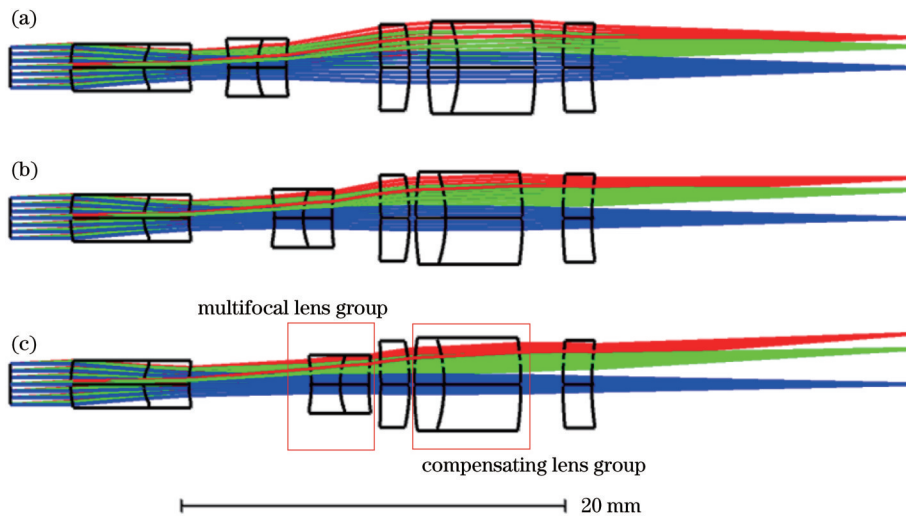 (a)
(b)
multifocal lens group
(c)
compensating lens group
20 mm